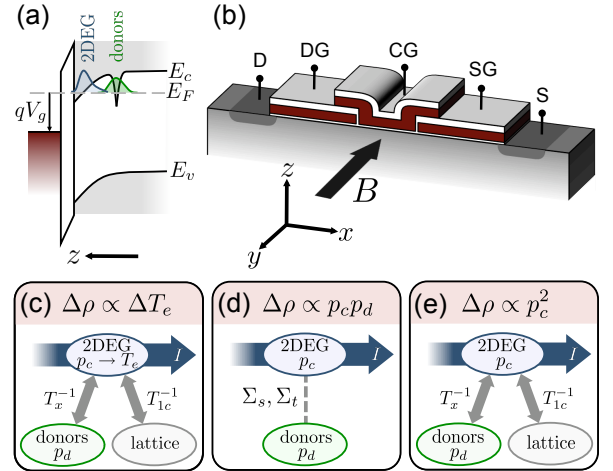 (a)
2DEG
donors
E_c
E_F
qV_g
E_v
z
(b)
D
DG
CG
SG
S
B
z
x
y
(c) Δρ ∝ ΔT_e
2DEG
p_c → T_e
I
T_x^{-1}
T_{1c}^{-1}
donors
p_d
lattice
(d) Δρ ∝ p_c p_d
2DEG
p_c
I
Σ_s, Σ_t
donors
p_d
(e) Δρ ∝ p_c^2
2DEG
p_c
I
T_x^{-1}
T_{1c}^{-1}
donors
p_d
lattice